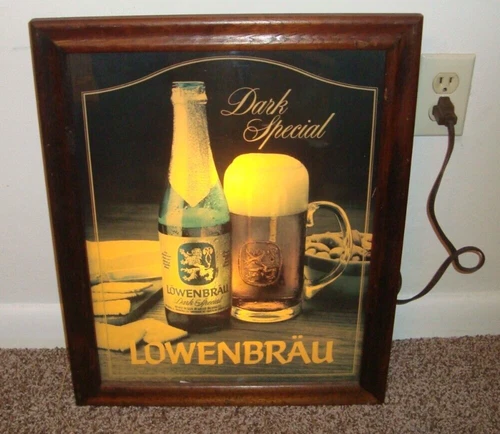 Dark
Special
LOWENBRÄU
Dark Special
LOWENBRÄU